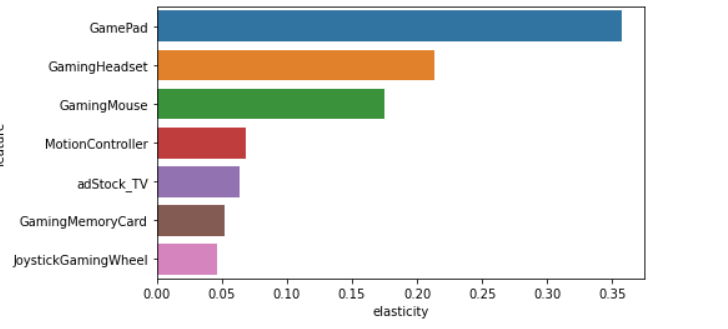 GamePad
GamingHeadset
GamingMouse
MotionController
adStock_TV
GamingMemoryCard
JoystickGamingWheel
0.00 0.05 0.10 0.15 0.20 0.25 0.30 0.35
elasticity